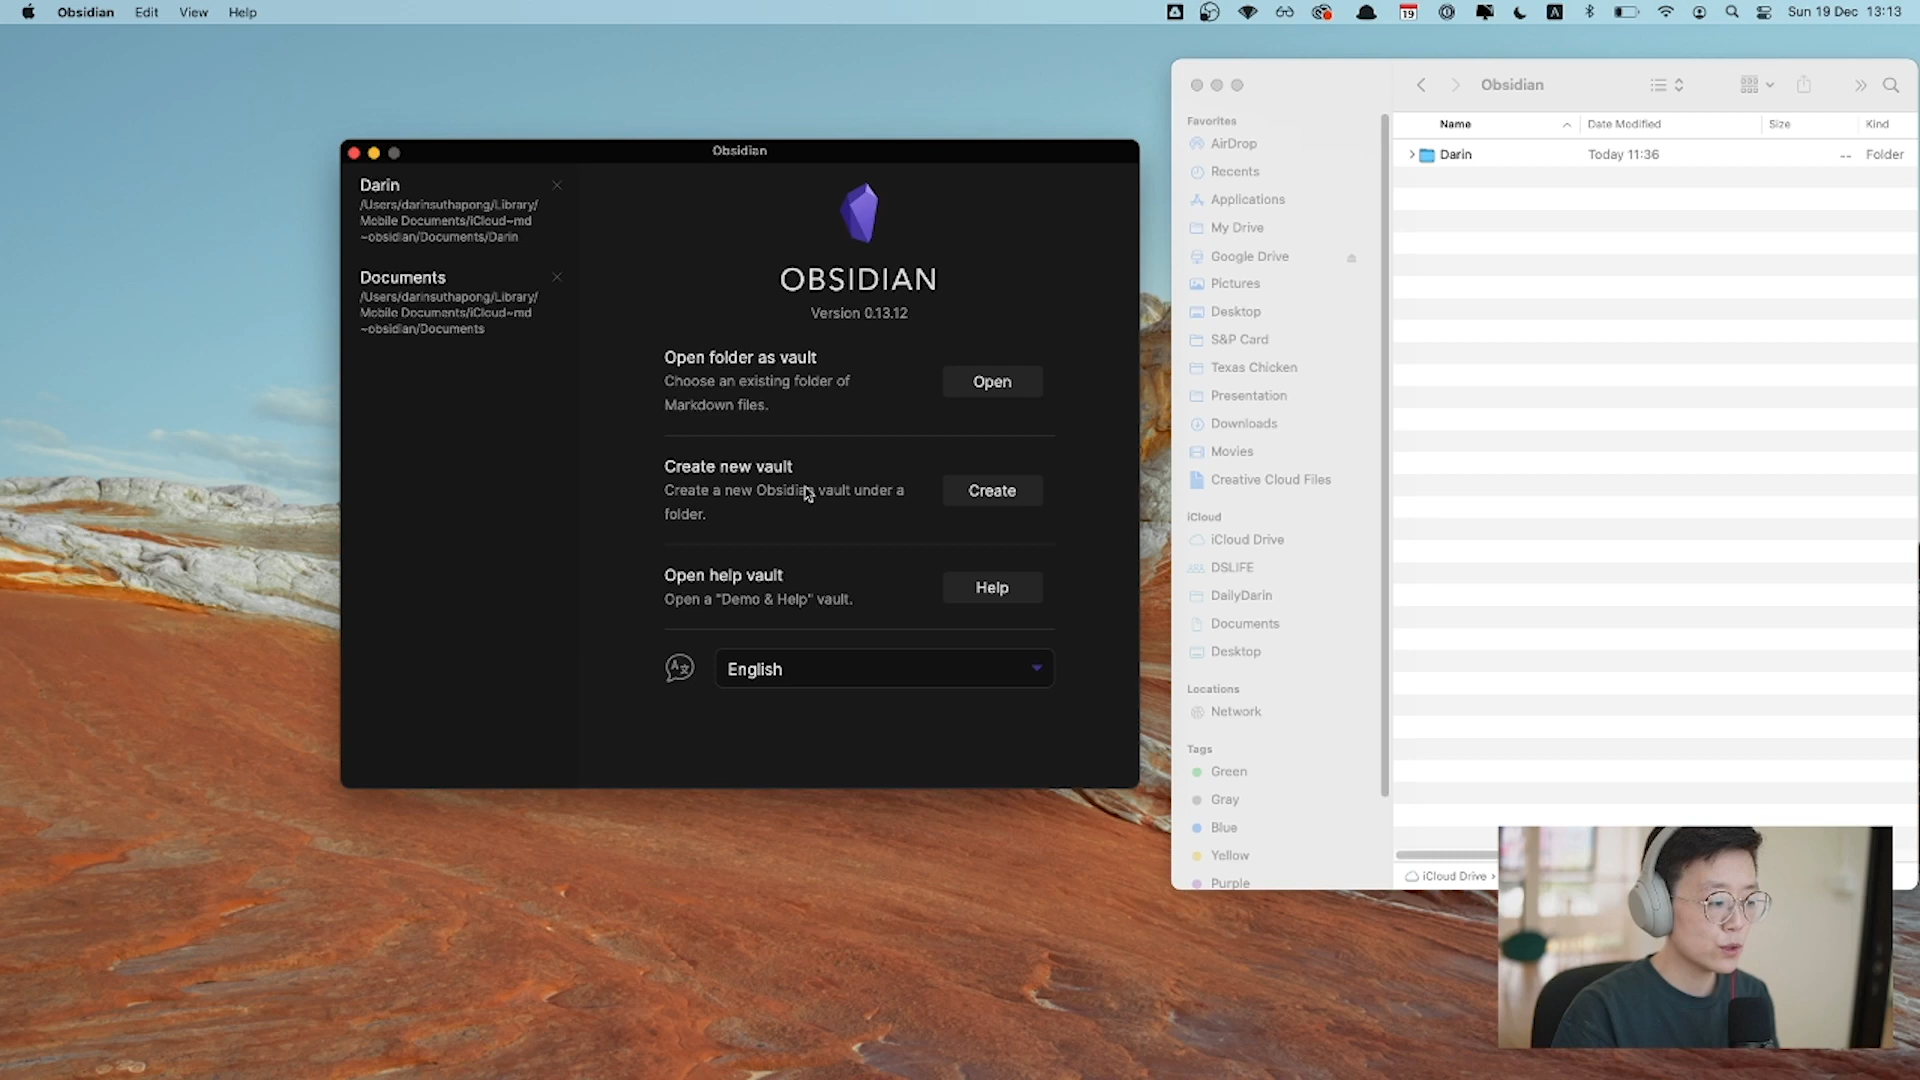 Obsidian Edit View Help
19 A Sun 19 Dec 13:13
Obsidian
Darin
/Users/darinsuthapong/Library/
Mobile Documents/iCloud~md
~obsidian/Documents/Darin
Documents
/Users/darinsuthapong/Library/
Mobile Documents/iCloud~md
~obsidian/Documents
OBSIDIAN
Version 0.13.12
Open folder as vault
Choose an existing folder of
Markdown files.
Open
Create new vault
Create a new Obsidian vault under a
folder.
Create
Open help vault
Open a "Demo & Help" vault.
Help
English
Favorites
AirDrop
Recents
Applications
My Drive
Google Drive
Pictures
Desktop
S&P Card
Texas Chicken
Presentation
Downloads
Movies
Creative Cloud Files
iCloud
iCloud Drive
DSLIFE
DailyDarin
Documents
Desktop
Locations
Network
Tags
Green
Gray
Blue
Yellow
Purple
Obsidian
Name Date Modified Size Kind
Darin Today 11:36 -- Folder
iCloud Drive ›